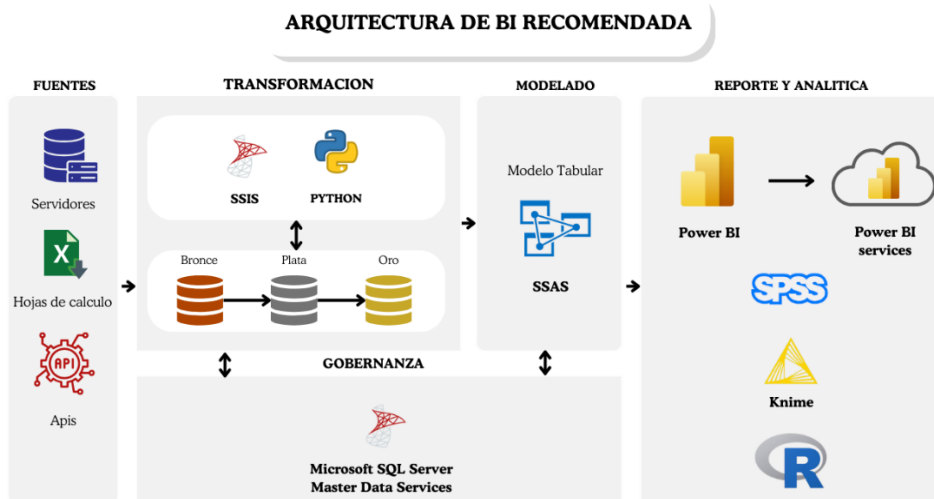 ARQUITECTURA DE BI RECOMENDADA
FUENTES
Servidores
X
Hojas de calculo
API
Apis
TRANSFORMACION
SSIS
PYTHON
Bronce
Plata
Oro
GOBERNANZA
Microsoft SQL Server
Master Data Services
MODELADO
Modelo Tabular
SSAS
REPORTE Y ANALITICA
Power BI
Power BI
services
SPSS
Knime
R